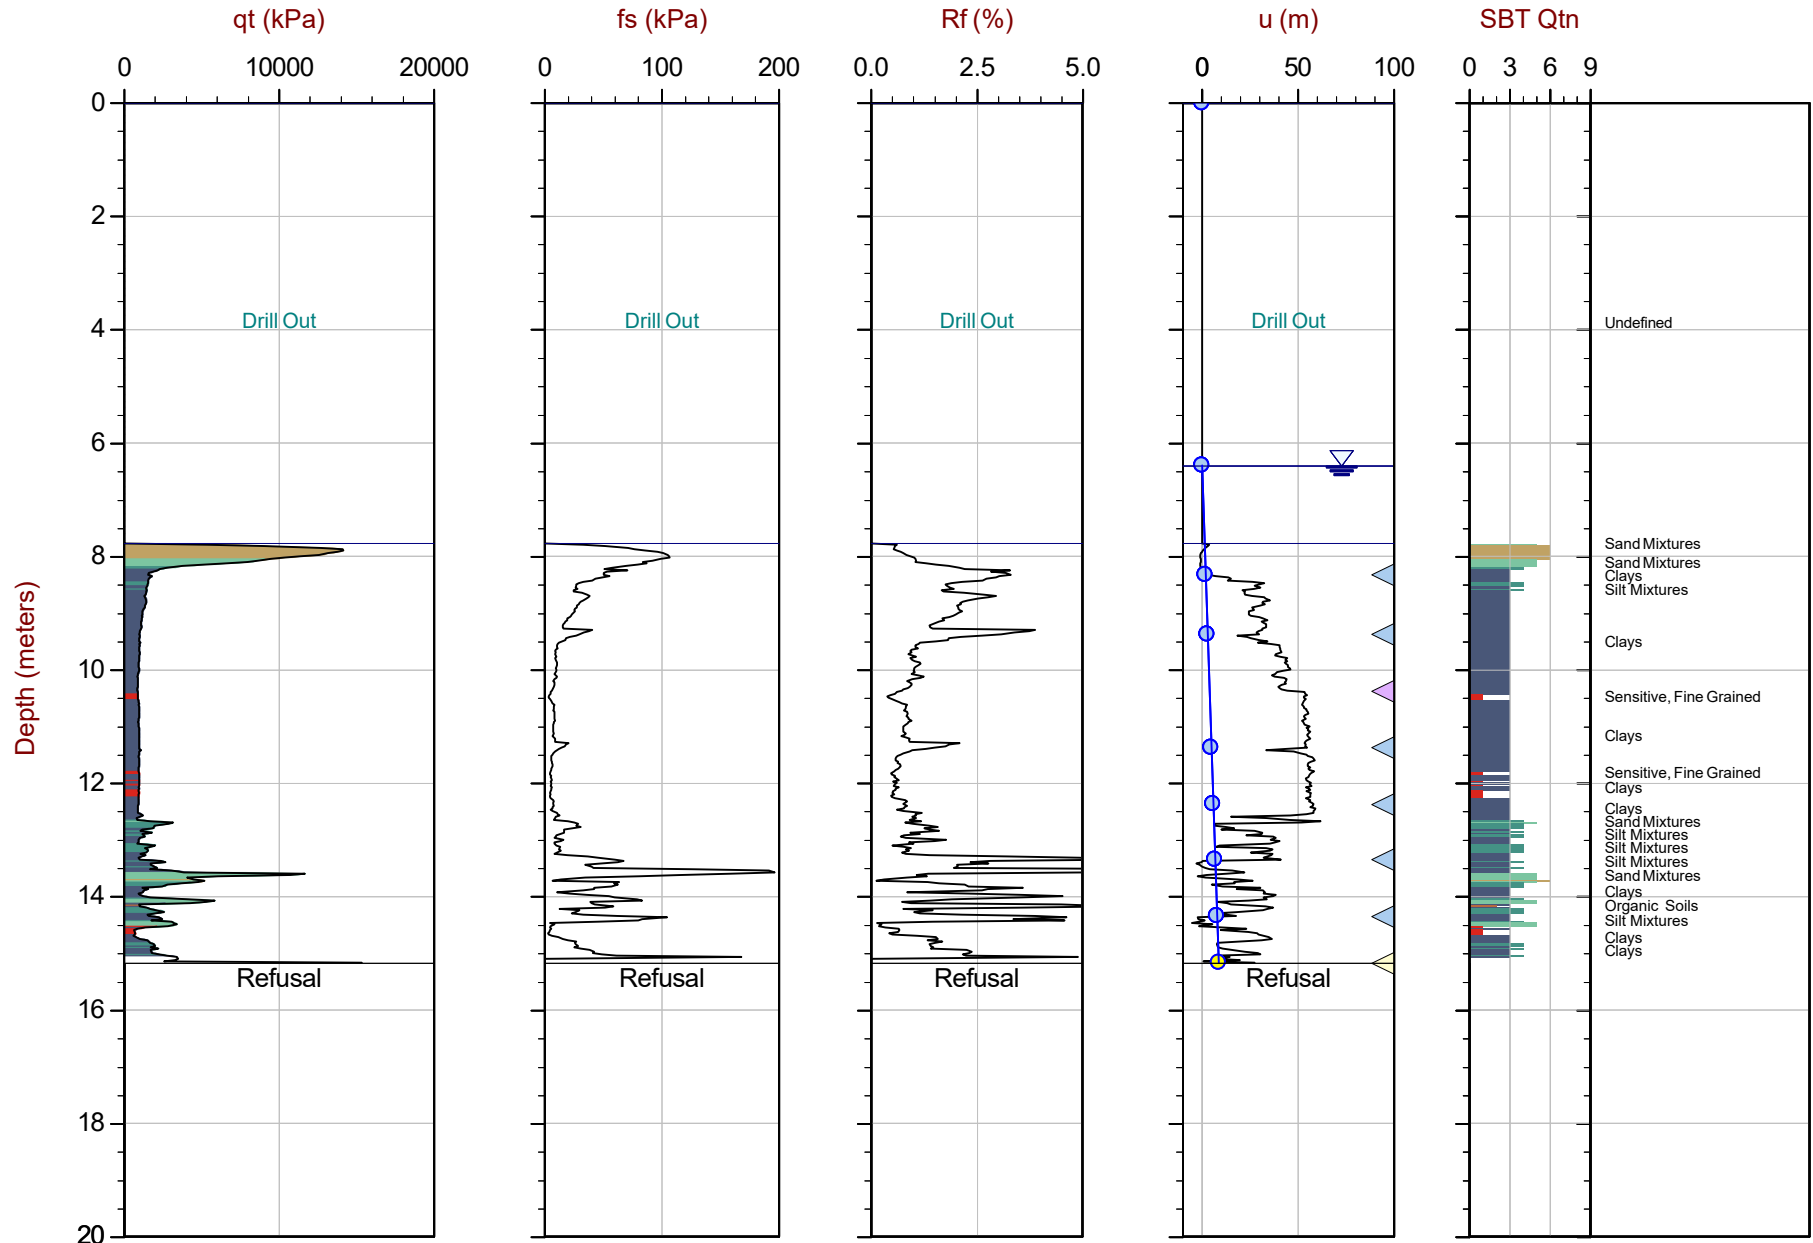 qt (kPa) fs (kPa) Rf (%) u (m) SBT Qtn
0 10000 20000 0 100 200 0.0 2.5 5.0 0 50 100 0 3 6 9
0
2
Drill Out Drill Out Drill Out Drill Out
4 Undefined
6
Sand Mixtures
8
Sand Mixtures
Clays
Silt Mixtures
Clays
10
Sensitive, Fine Grained
Clays
Sensitive, Fine Grained
12
Clays
Clays
Sand Mixtures
Silt Mixtures
Silt Mixtures
Silt Mixtures
Sand Mixtures
Clays
14
Organic Soils
Silt Mixtures
Clays
Clays
Refusal Refusal Refusal Refusal
16
18
20
Depth (meters)